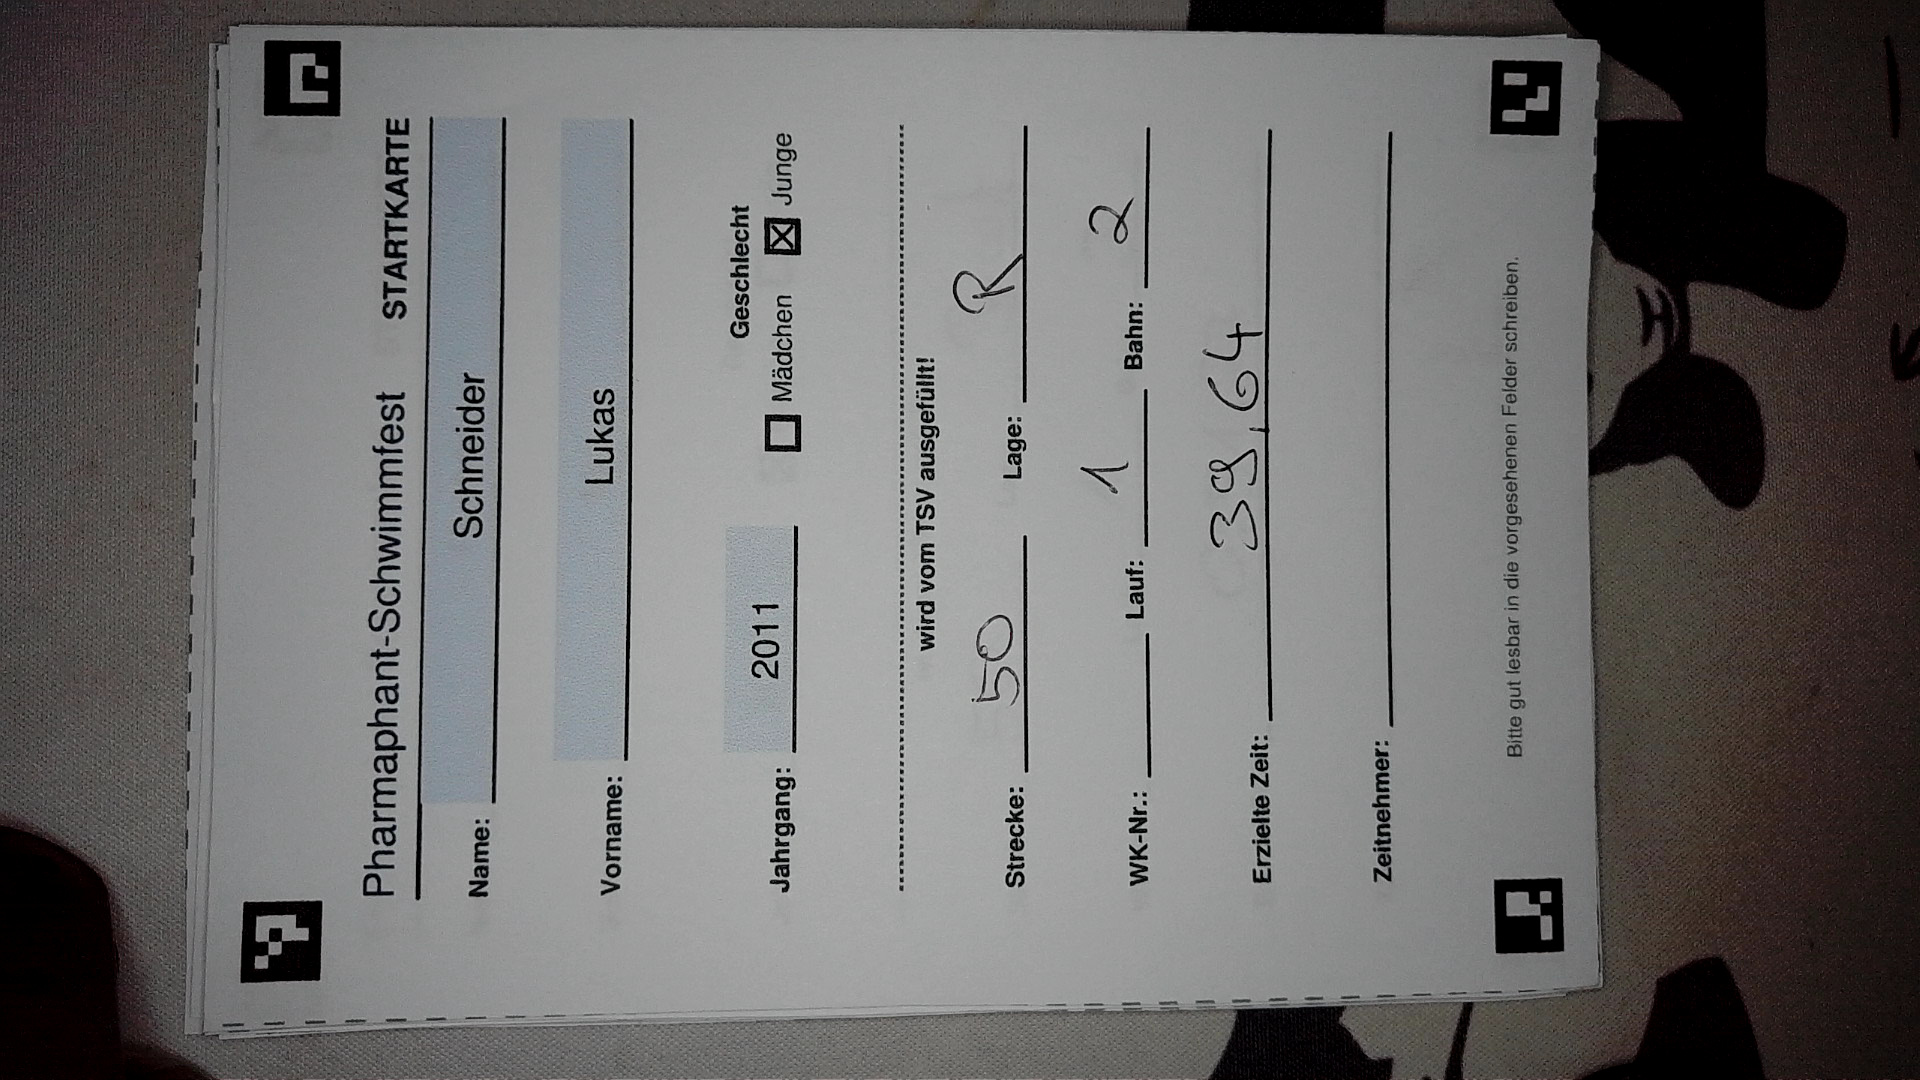 Pharmaphant-Schwimmfest STARTKARTE
Name: Schneider
Vorname: Lukas
Geschlecht
Jahrgang: 2011 ☐ Mädchen ☒ Junge
wird vom TSV ausgefüllt!
Strecke: 50 Lage: R
WK-Nr.: Lauf: 1 Bahn: 2
Erzielte Zeit: 39,64
Zeitnehmer:
Bitte gut lesbar in die vorgesehenen Felder schreiben.